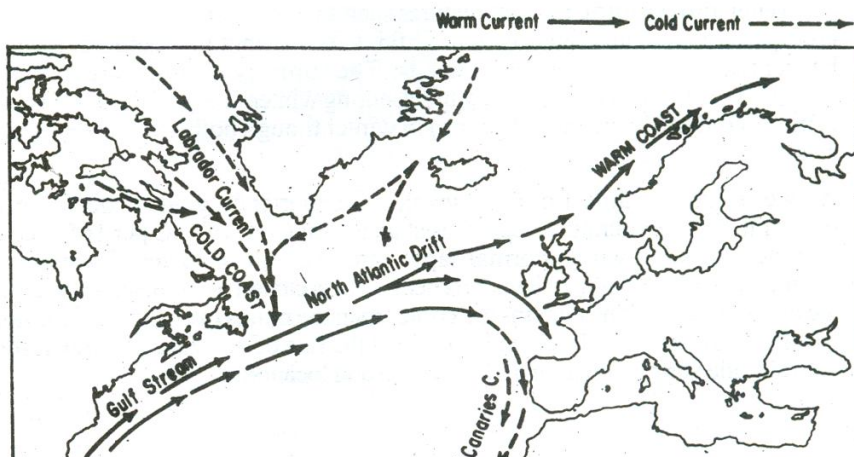 Warm Current
Cold Current
Labrador Current
COLD COAST
WARM COAST
North Atlantic Drift
Gulf Stream
Canaries C.